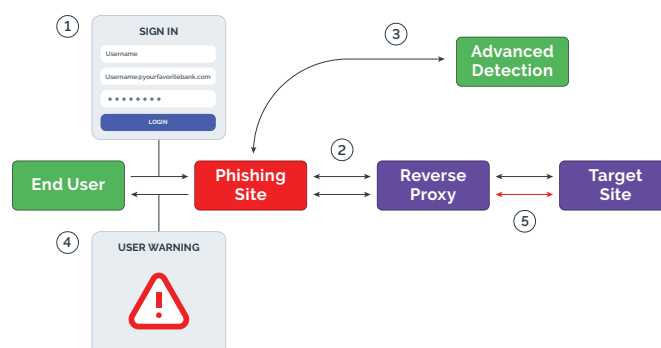 1
SIGN IN
Username
Username@yourfavoritebank.com
LOGIN
3
Advanced
Detection
2
End User
Phishing
Site
Reverse
Proxy
Target
Site
5
4
USER WARNING
!